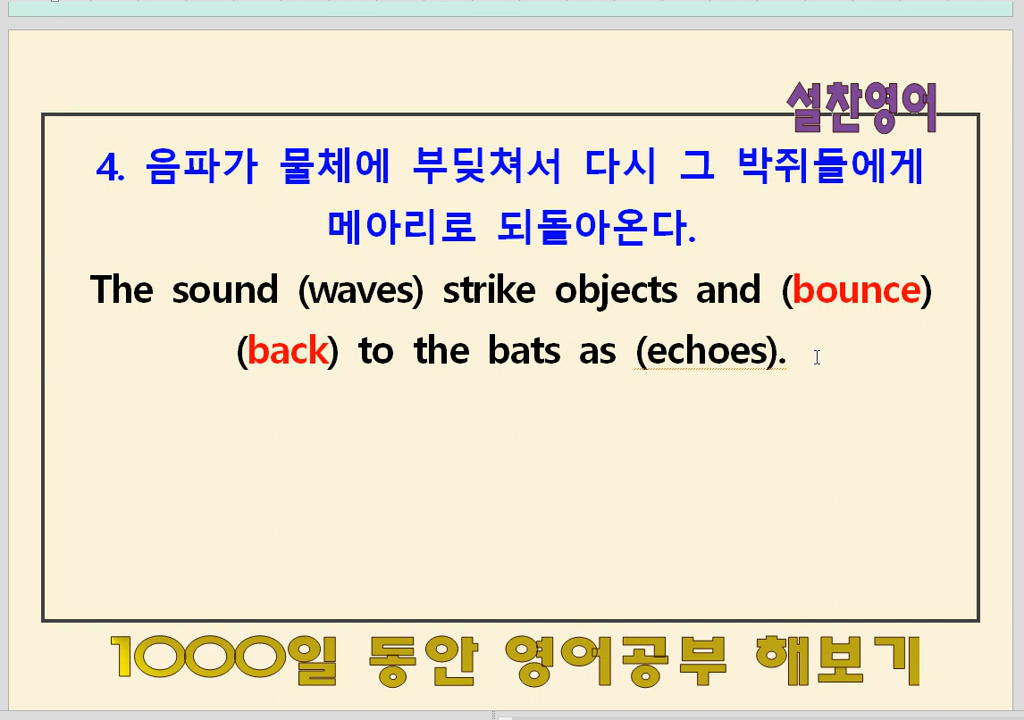 설찬영어
4. 음파가 물체에 부딪쳐서 다시 그 박쥐들에게
메아리로 되돌아온다.
The sound (waves) strike objects and (bounce)
(back) to the bats as (echoes).
1000일 동안 영어공부 해보기